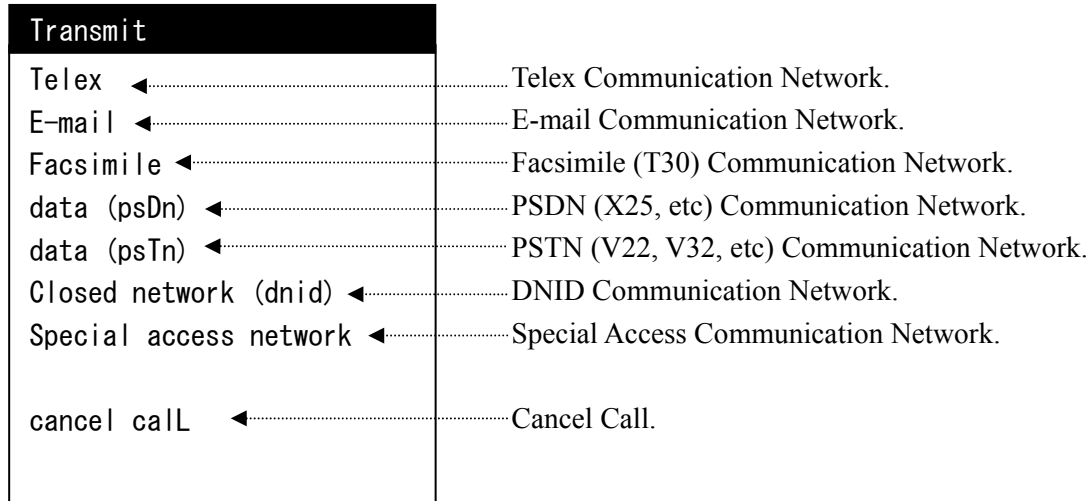 Transmit
Telex Telex Communication Network.
E-mail E-mail Communication Network.
Facsimile Facsimile (T30) Communication Network.
data (psDn) PSDN (X25, etc) Communication Network.
data (psTn) PSTN (V22, V32, etc) Communication Network.
Closed network (dnid) DNID Communication Network.
Special access network Special Access Communication Network.
cancel calL Cancel Call.